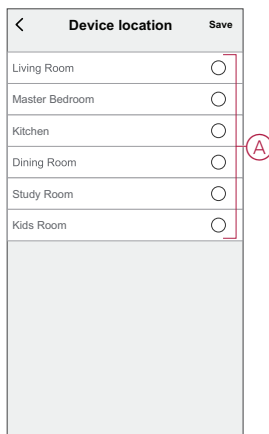 Device location Save
Living Room
Master Bedroom
Kitchen
A
Dining Room
Study Room
Kids Room